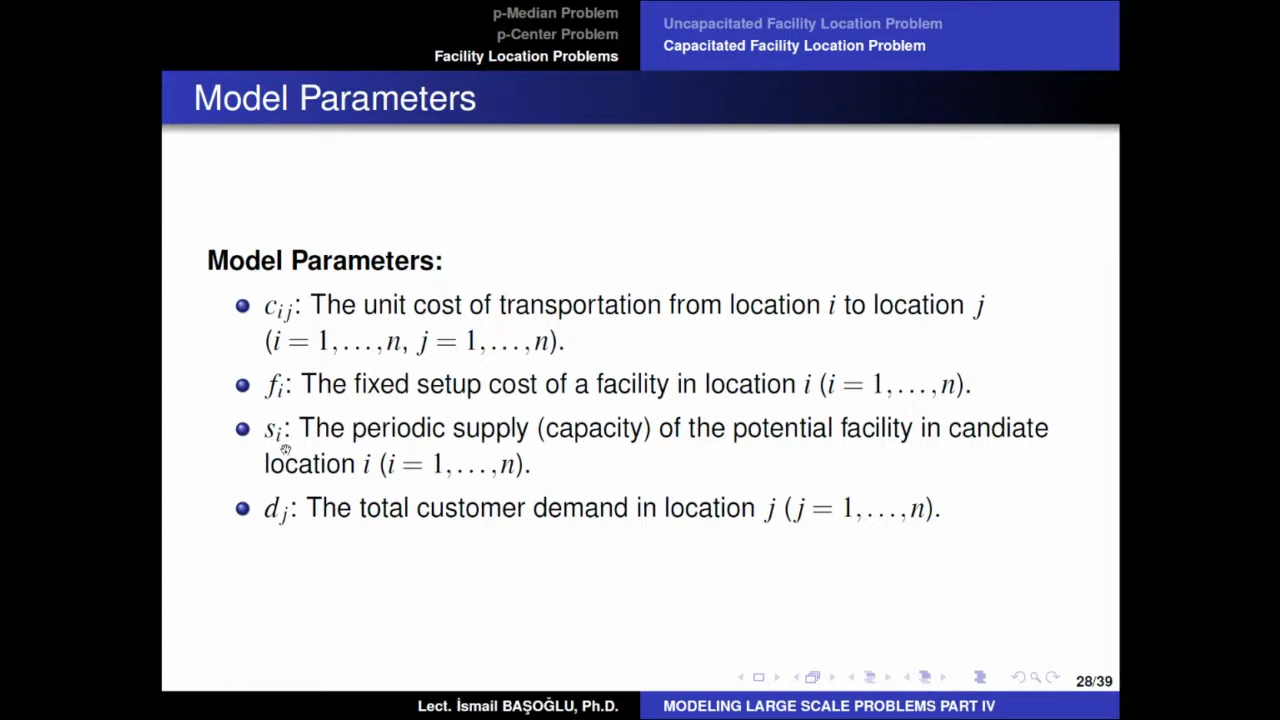 p-Median Problem
p-Center Problem
Facility Location Problems
Uncapacitated Facility Location Problem
Capacitated Facility Location Problem
Model Parameters
Model Parameters:
c_{ij}: The unit cost of transportation from location i to location j
(i = 1,...,n, j = 1,...,n).
f_i: The fixed setup cost of a facility in location i (i = 1,...,n).
s_i: The periodic supply (capacity) of the potential facility in candiate
location i (i = 1,...,n).
d_j: The total customer demand in location j (j = 1,...,n).
28/39
Lect. İsmail BAŞOĞLU, Ph.D.
MODELING LARGE SCALE PROBLEMS PART IV